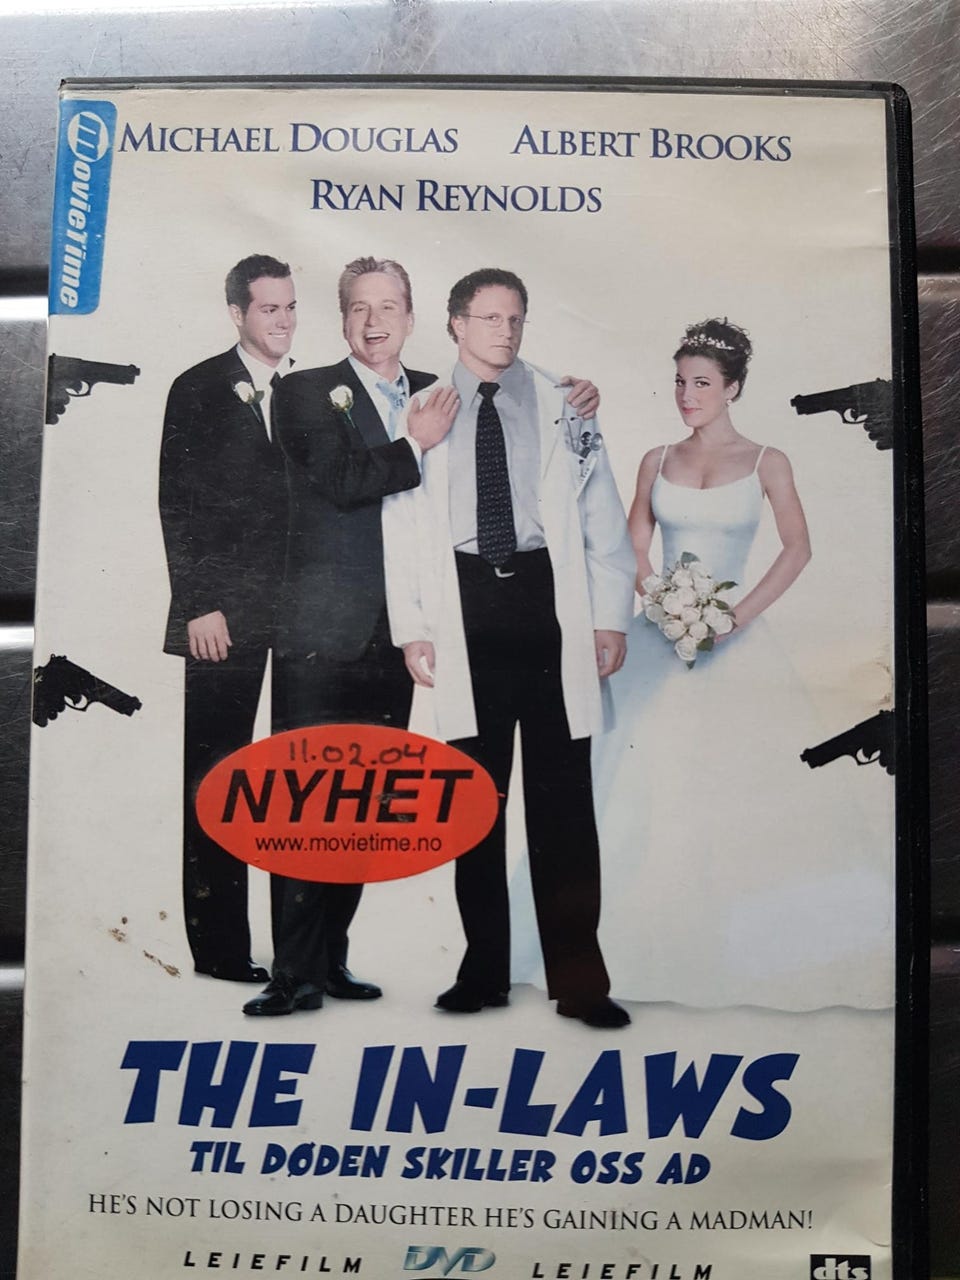 MovieTime
MICHAEL DOUGLAS ALBERT BROOKS
RYAN REYNOLDS
11.02.04
NYHET
www.movietime.no
THE IN-LAWS
TIL DØDEN SKILLER OSS AD
HE'S NOT LOSING A DAUGHTER HE'S GAINING A MADMAN!
LEIEFILM DVD LEIEFILM
dts